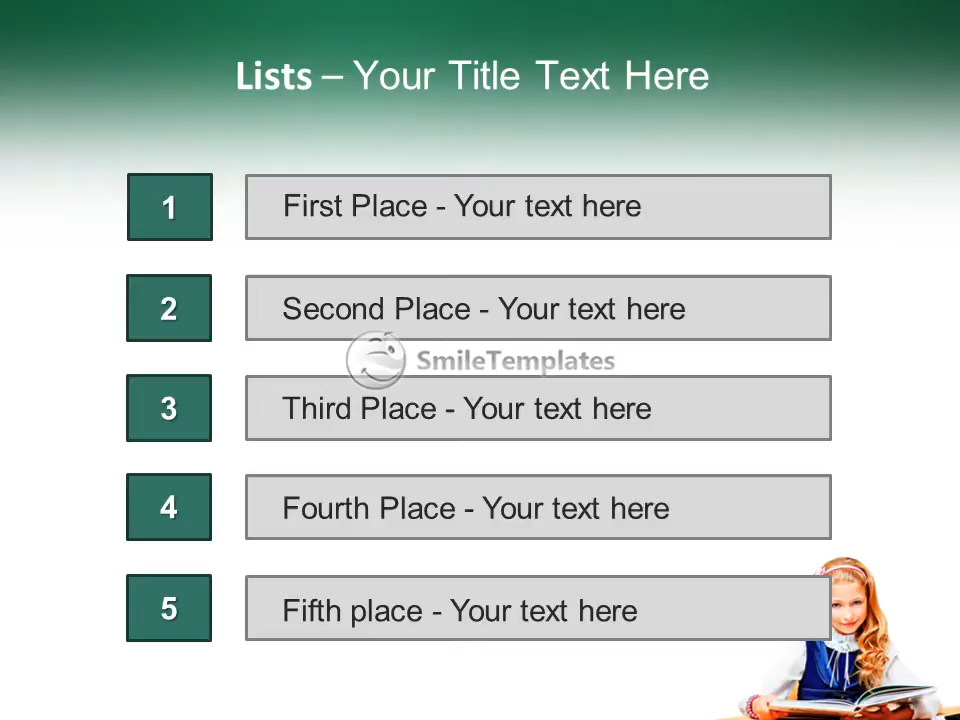 Lists – Your Title Text Here
1 First Place - Your text here
2 Second Place - Your text here
SmileTemplates
3 Third Place - Your text here
4 Fourth Place - Your text here
5 Fifth place - Your text here